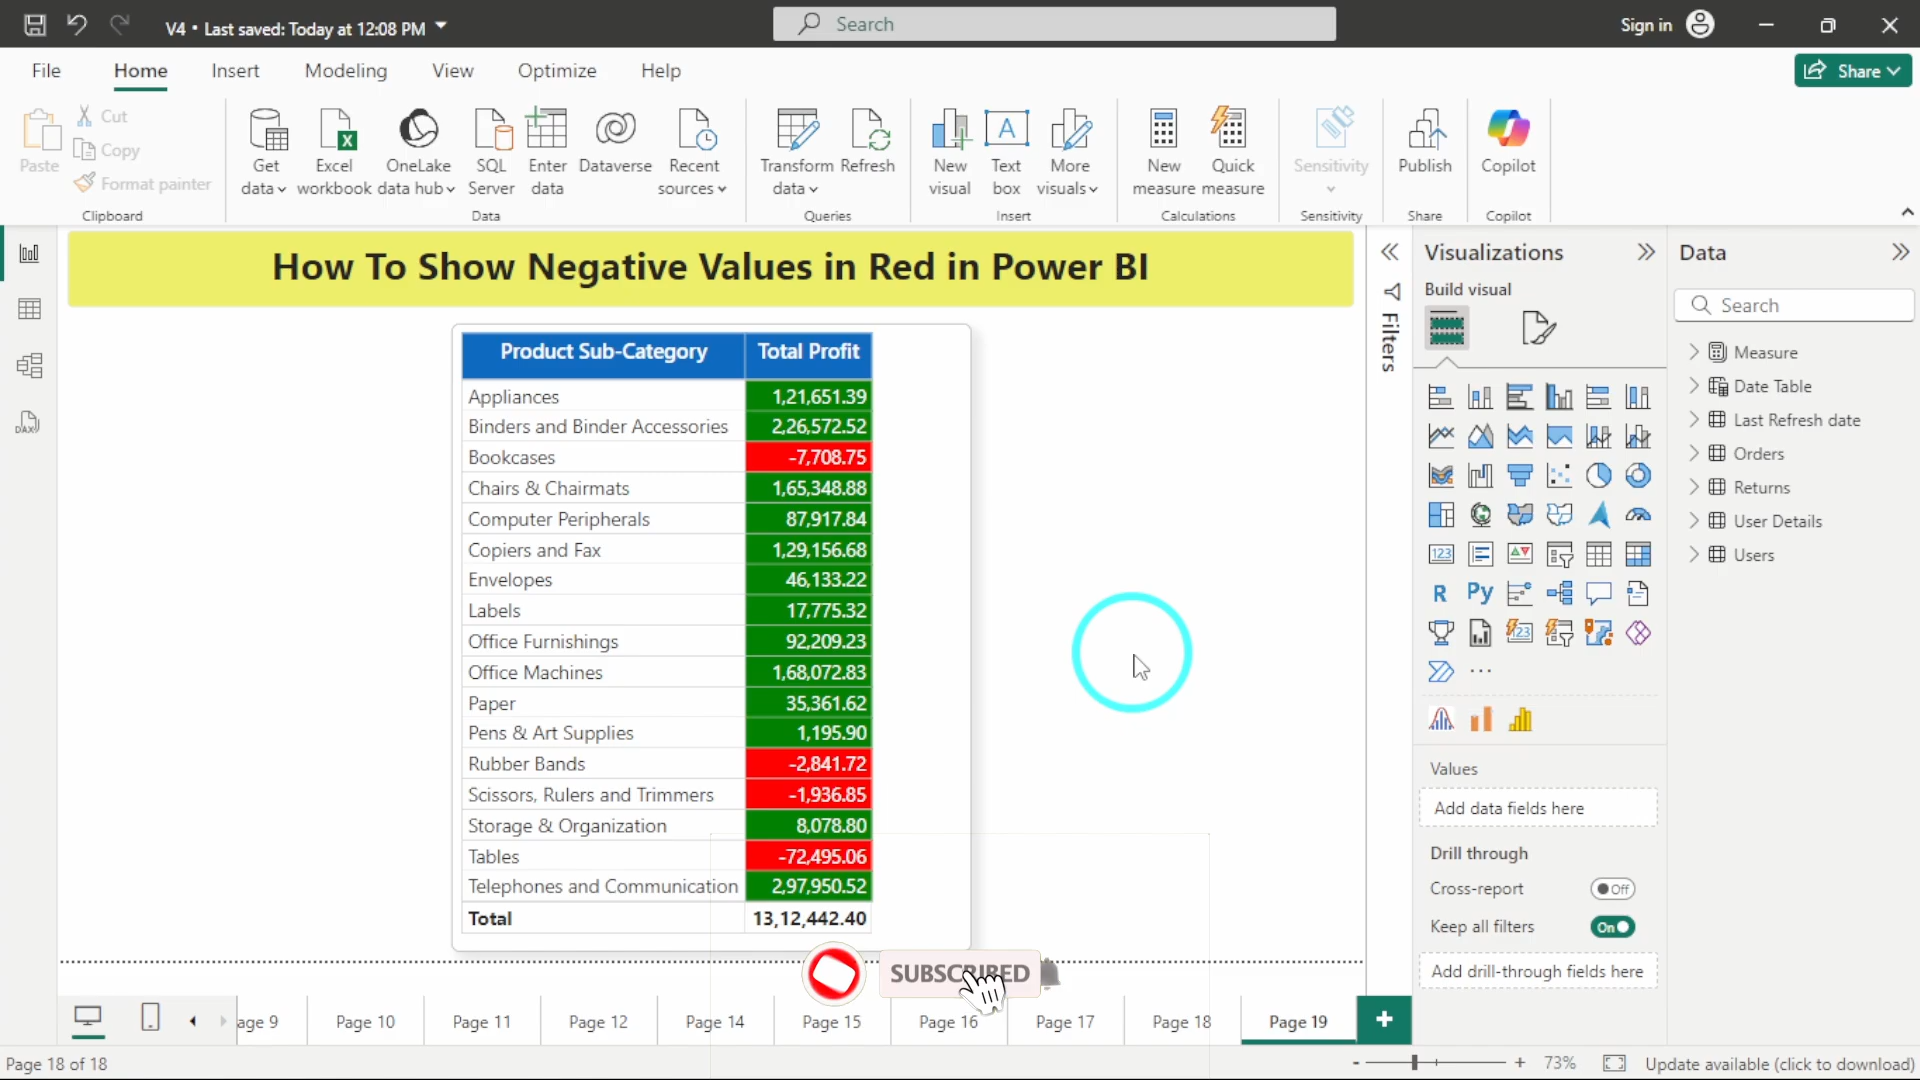 V4 • Last saved: Today at 12:08 PM
Search
Sign in
File Home Insert Modeling View Optimize Help
Share
Paste
Cut
Copy
Format painter
Clipboard
Get data
Excel workbook
OneLake data hub
SQL Server
Enter data
Dataverse
Recent sources
Data
Transform data
Refresh
Queries
New visual
Text box
More visuals
Insert
New measure
Quick measure
Calculations
Sensitivity
Sensitivity
Publish
Share
Copilot
Copilot
How To Show Negative Values in Red in Power BI
Product Sub-Category Total Profit
Appliances 1,21,651.39
Binders and Binder Accessories 2,26,572.52
Bookcases -7,708.75
Chairs & Chairmats 1,65,348.88
Computer Peripherals 87,917.84
Copiers and Fax 1,29,156.68
Envelopes 46,133.22
Labels 17,775.32
Office Furnishings 92,209.23
Office Machines 1,68,072.83
Paper 35,361.62
Pens & Art Supplies 1,195.90
Rubber Bands -2,841.72
Scissors, Rulers and Trimmers -1,936.85
Storage & Organization 8,078.80
Tables -72,495.06
Telephones and Communication 2,97,950.52
Total 13,12,442.40
SUBSCRIBED
Filters
Visualizations
Build visual
123
R
Py
123
Values
Add data fields here
Drill through
Cross-report Off
Keep all filters On
Add drill-through fields here
Data
Search
Measure
Date Table
Last Refresh date
Orders
Returns
User Details
Users
DAX
age 9 Page 10 Page 11 Page 12 Page 14 Page 15 Page 16 Page 17 Page 18 Page 19 +
Page 18 of 18
- + 73%
Update available (click to download)